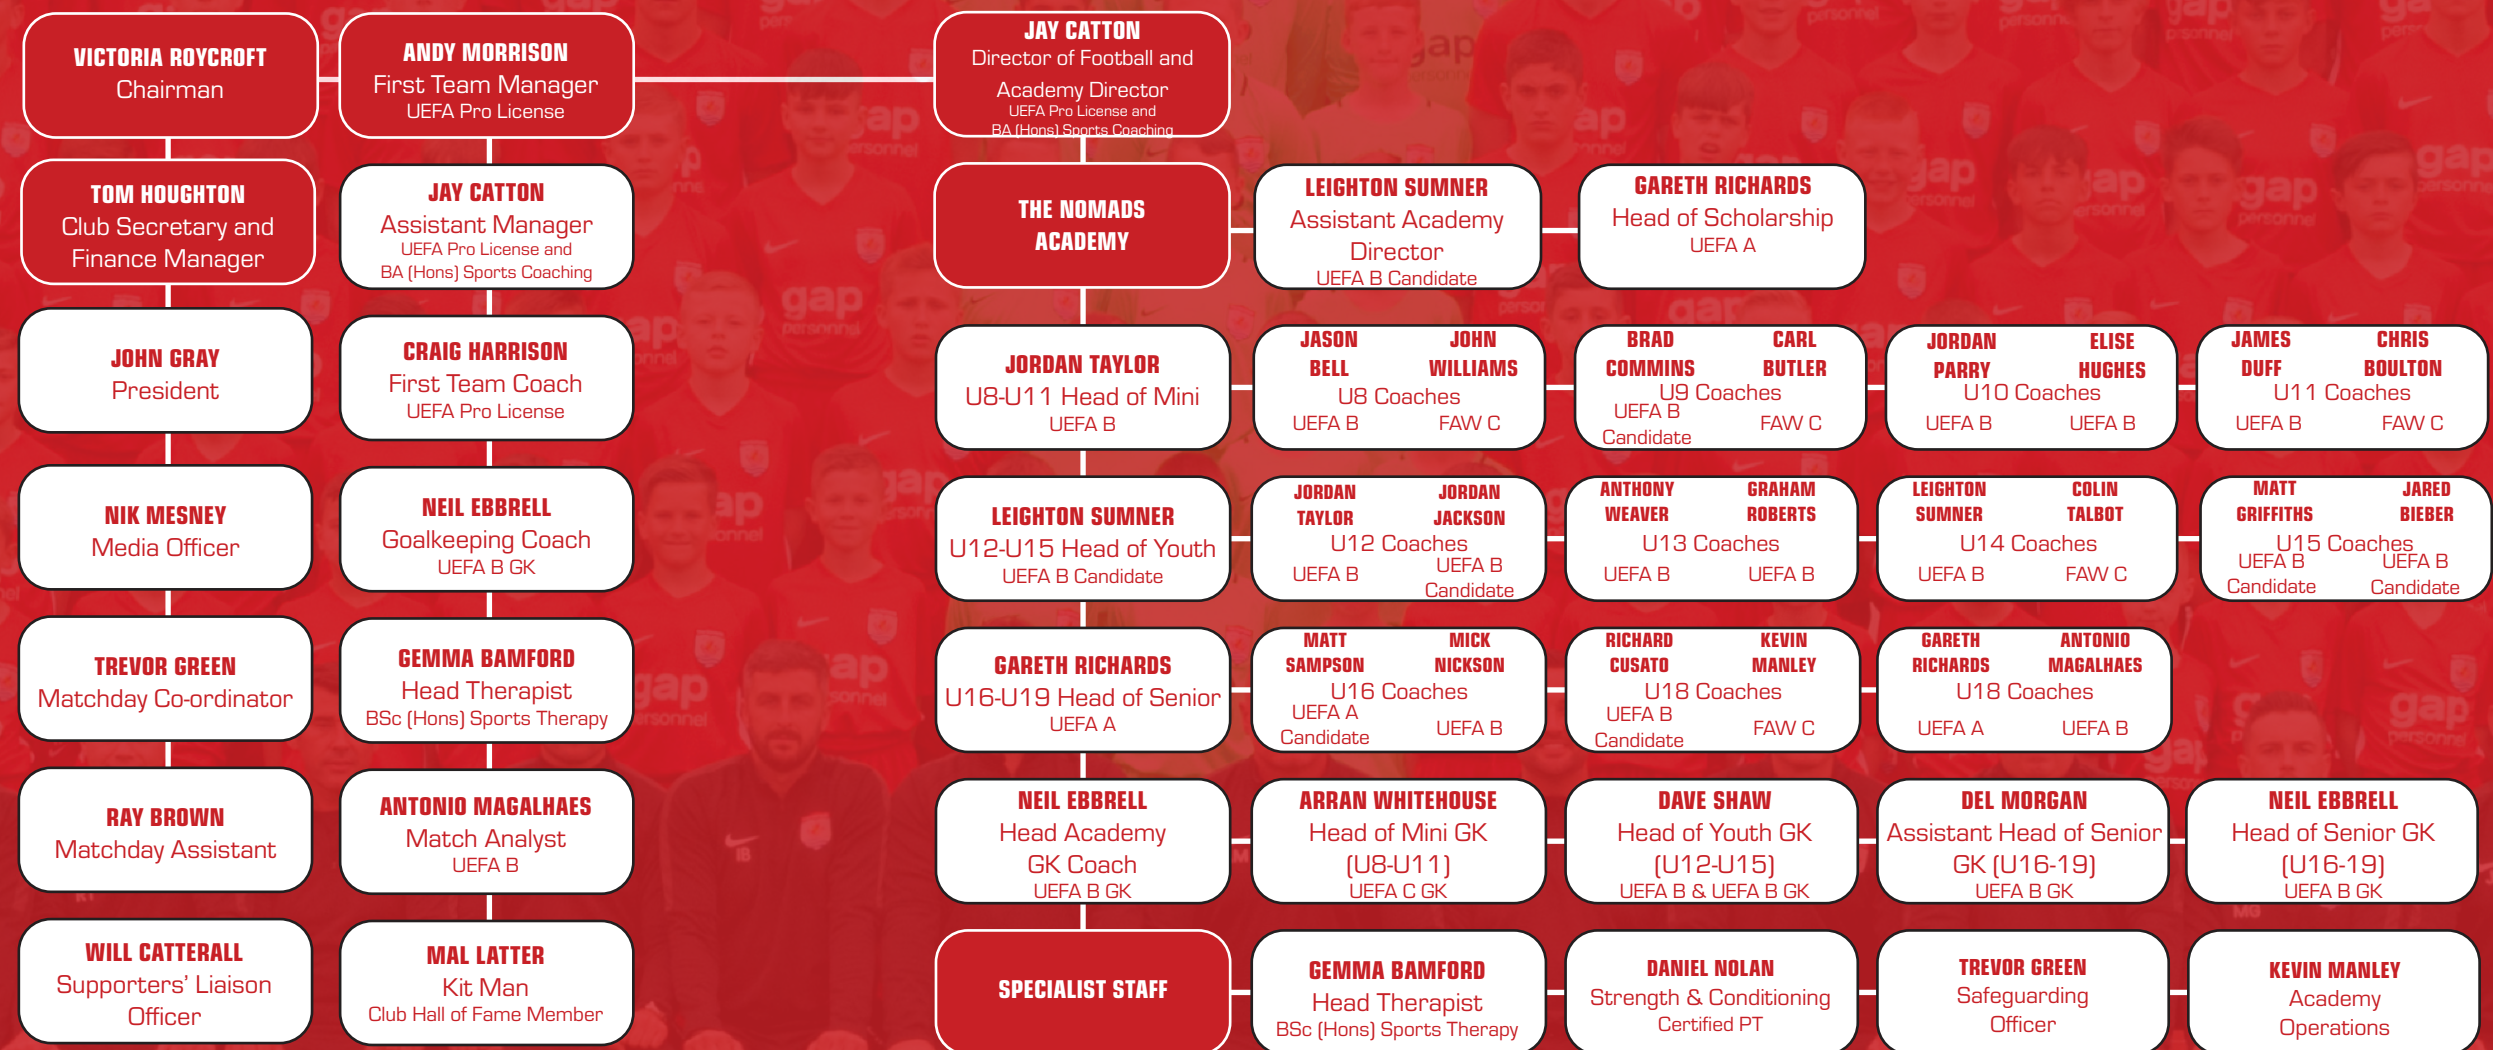 VICTORIA ROYCROFT
Chairman
ANDY MORRISON
First Team Manager
UEFA Pro License
JAY CATTON
Director of Football and
Academy Director
UEFA Pro License and
BA (Hons) Sports Coaching
TOM HOUGHTON
Club Secretary and
Finance Manager
JAY CATTON
Assistant Manager
UEFA Pro License and
BA (Hons) Sports Coaching
THE NOMADS
ACADEMY
LEIGHTON SUMNER
Assistant Academy
Director
UEFA B Candidate
GARETH RICHARDS
Head of Scholarship
UEFA A
JOHN GRAY
President
CRAIG HARRISON
First Team Coach
UEFA Pro License
JORDAN TAYLOR
U8-U11 Head of Mini
UEFA B
JASON JOHN
BELL WILLIAMS
U8 Coaches
UEFA B FAW C
BRAD CARL
COMMINS BUTLER
U9 Coaches
UEFA B
Candidate FAW C
JORDAN ELISE
PARRY HUGHES
U10 Coaches
UEFA B UEFA B
JAMES CHRIS
DUFF BOULTON
U11 Coaches
UEFA B FAW C
NIK MESNEY
Media Officer
NEIL EBBRELL
Goalkeeping Coach
UEFA B GK
LEIGHTON SUMNER
U12-U15 Head of Youth
UEFA B Candidate
JORDAN JORDAN
TAYLOR JACKSON
U12 Coaches
UEFA B UEFA B
Candidate
ANTHONY GRAHAM
WEAVER ROBERTS
U13 Coaches
UEFA B UEFA B
LEIGHTON COLIN
SUMNER TALBOT
U14 Coaches
UEFA B FAW C
MATT JARED
GRIFFITHS BIEBER
U15 Coaches
UEFA B UEFA B
Candidate Candidate
TREVOR GREEN
Matchday Co-ordinator
GEMMA BAMFORD
Head Therapist
BSc (Hons) Sports Therapy
GARETH RICHARDS
U16-U19 Head of Senior
UEFA A
MATT MICK
SAMPSON NICKSON
U16 Coaches
UEFA A
Candidate UEFA B
RICHARD KEVIN
CUSATO MANLEY
U18 Coaches
UEFA B
Candidate FAW C
GARETH ANTONIO
RICHARDS MAGALHAES
U18 Coaches
UEFA A UEFA B
RAY BROWN
Matchday Assistant
ANTONIO MAGALHAES
Match Analyst
UEFA B
NEIL EBBRELL
Head Academy
GK Coach
UEFA B GK
ARRAN WHITEHOUSE
Head of Mini GK
(U8-U11)
UEFA C GK
DAVE SHAW
Head of Youth GK
(U12-U15)
UEFA B & UEFA B GK
DEL MORGAN
Assistant Head of Senior
GK (U16-19)
UEFA B GK
NEIL EBBRELL
Head of Senior GK
(U16-19)
UEFA B GK
WILL CATTERALL
Supporters' Liaison
Officer
MAL LATTER
Kit Man
Club Hall of Fame Member
SPECIALIST STAFF
GEMMA BAMFORD
Head Therapist
BSc (Hons) Sports Therapy
DANIEL NOLAN
Strength & Conditioning
Certified PT
TREVOR GREEN
Safeguarding
Officer
KEVIN MANLEY
Academy
Operations